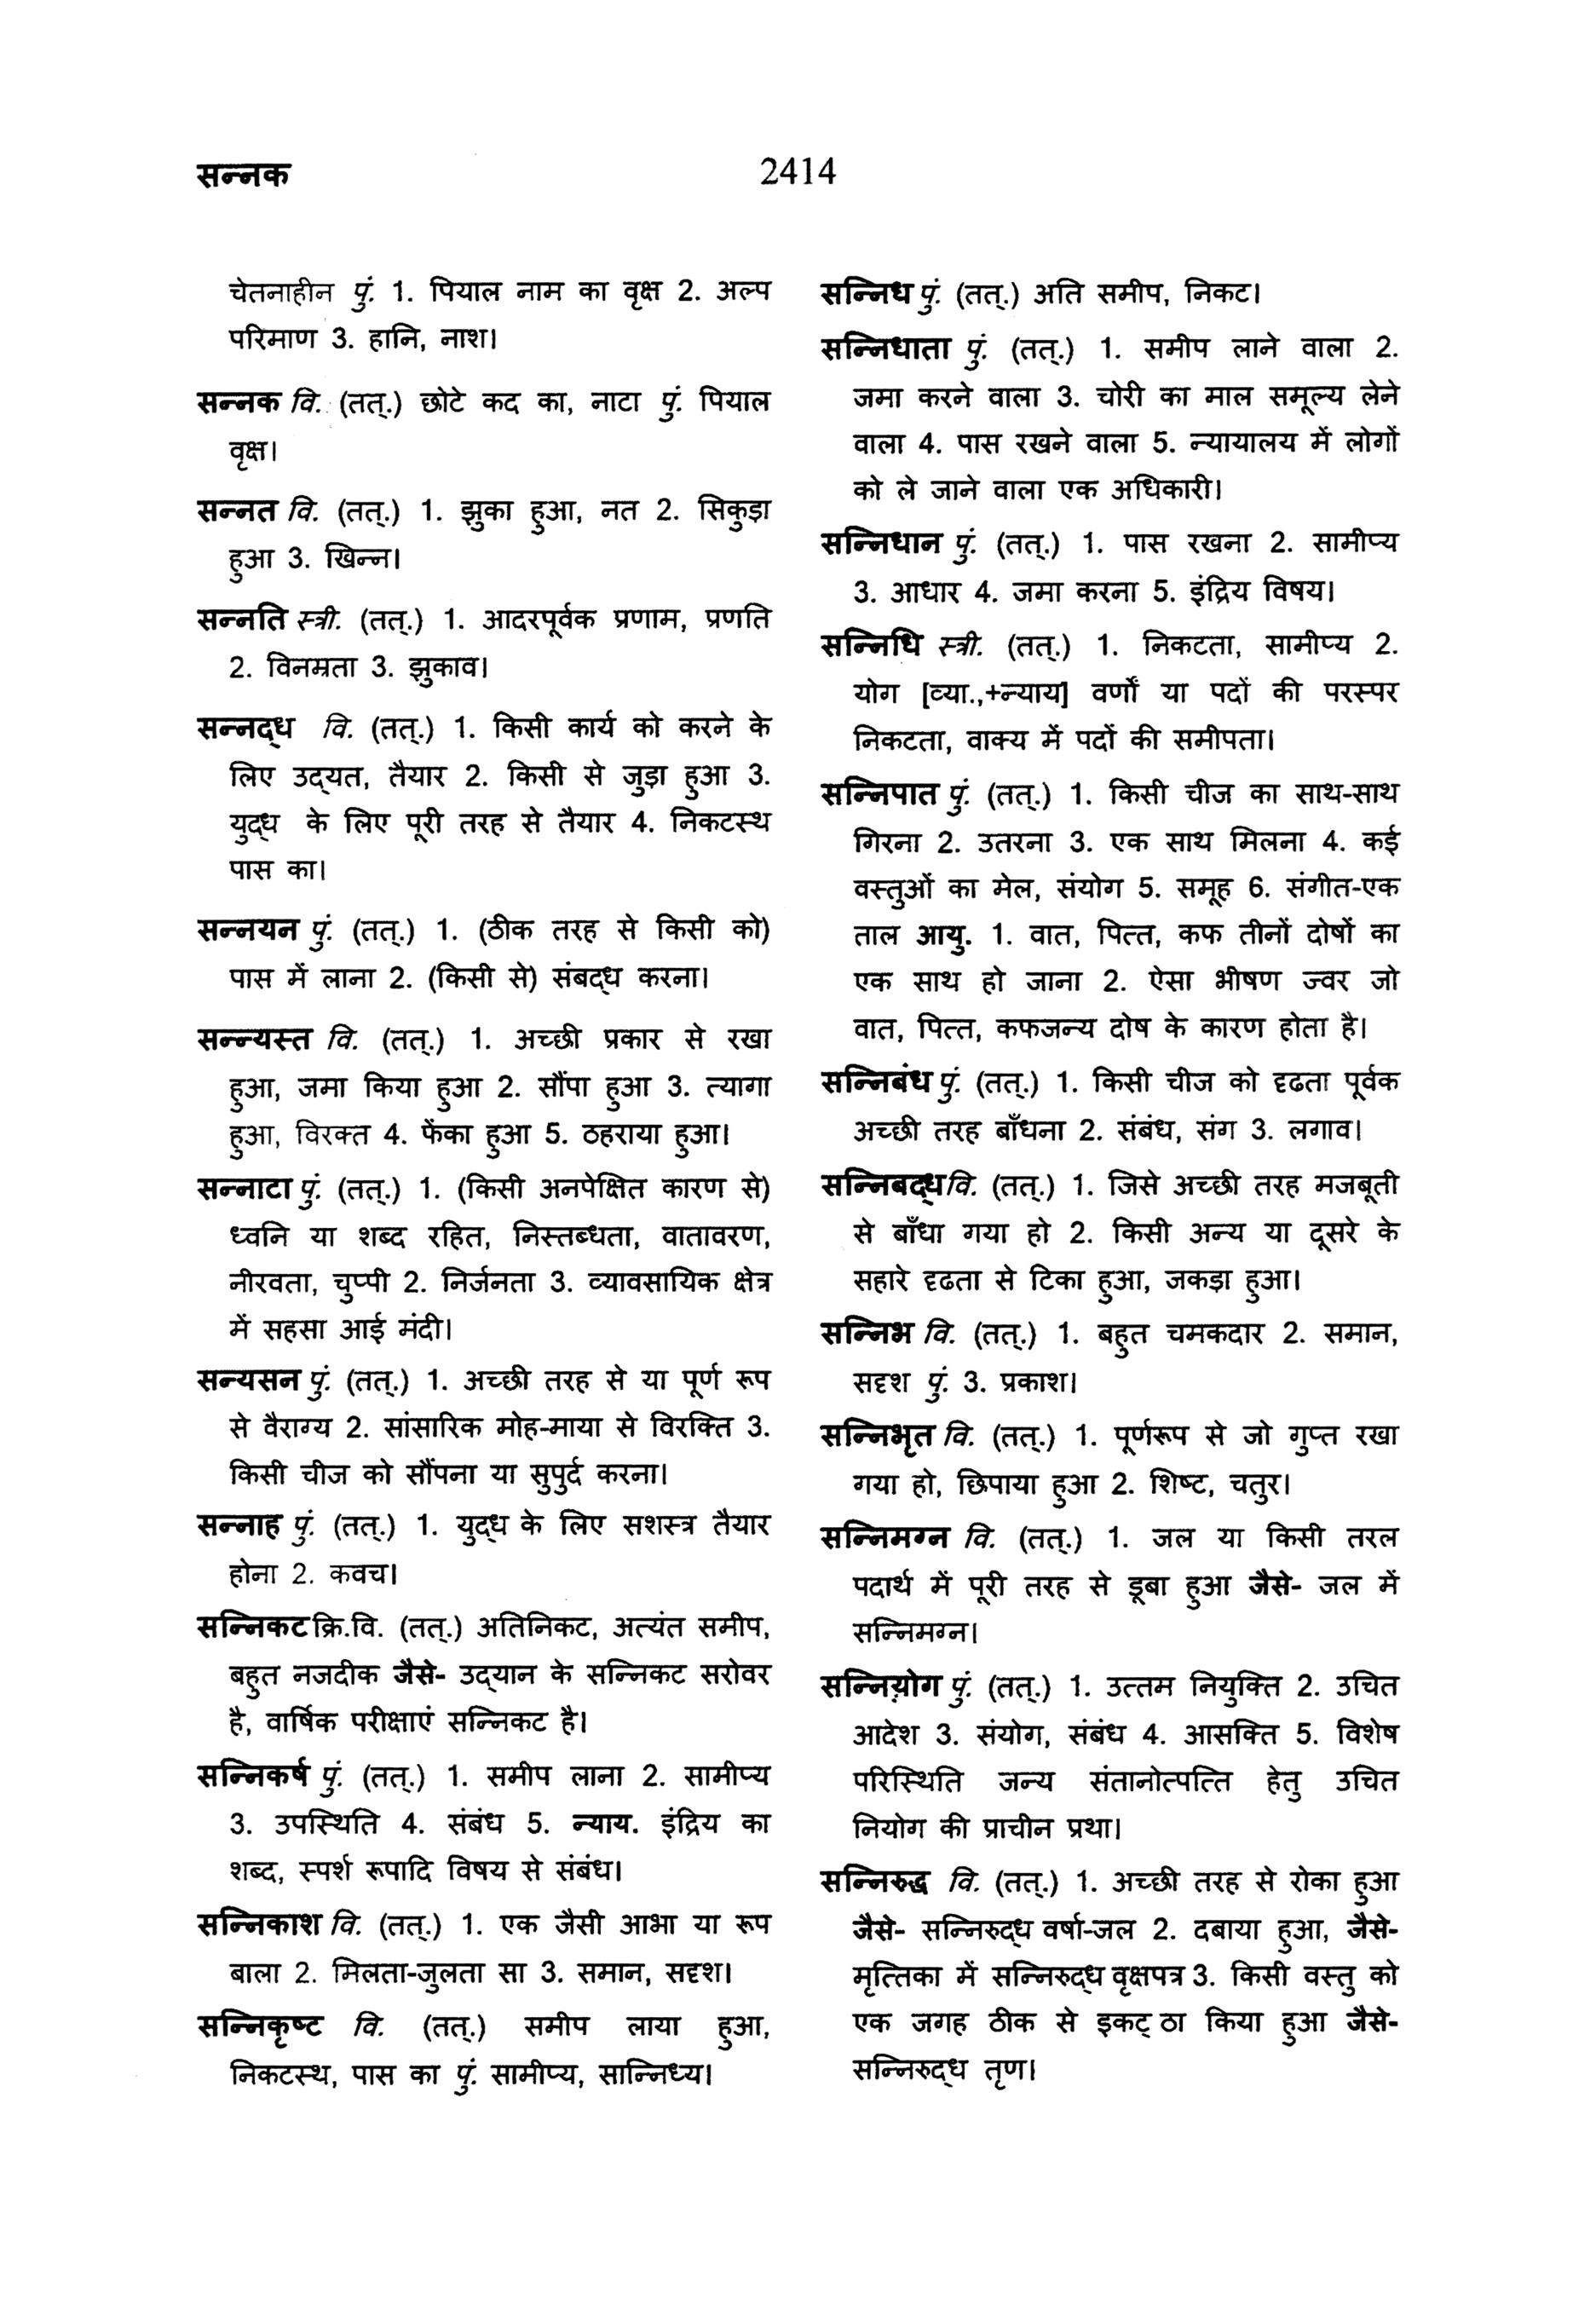 सन्नक
2414
चेतनाहीन पुं. 1. पियाल नाम का वृक्ष 2. अल्प
परिमाण 3. हानि, नाश।
सन्नक वि. (तत्.) छोटे कद का, नाटा पुं. पियाल
वृक्ष।
सन्नत वि. (तत्.) 1. झुका हुआ, नत 2. सिकुड़ा
हुआ 3. खिन्न।
सन्नति स्त्री. (तत्.) 1. आदरपूर्वक प्रणाम, प्रणति
2. विनम्रता 3. झुकाव।
सन्नद्ध वि. (तत्.) 1. किसी कार्य को करने के
लिए उद्‌यत, तैयार 2. किसी से जुड़ा हुआ 3.
युद्‌ध के लिए पूरी तरह से तैयार 4. निकटस्थ
पास का।
सन्नयन पुं. (तत्.) 1. (ठीक तरह से किसी को)
पास में लाना 2. (किसी से) संबद्‌ध करना।
सन्न्यस्त वि. (तत्.) 1. अच्छी प्रकार से रखा
हुआ, जमा किया हुआ 2. सौंपा हुआ 3. त्यागा
हुआ, विरक्त 4. फेंका हुआ 5. ठहराया हुआ।
सन्नाटा पुं. (तत्.) 1. (किसी अनपेक्षित कारण से)
ध्वनि या शब्द रहित, निस्तब्धता, वातावरण,
नीरवता, चुप्पी 2. निर्जनता 3. व्यावसायिक क्षेत्र
में सहसा आई मंदी।
सन्यसन पुं. (तत्.) 1. अच्छी तरह से या पूर्ण रूप
से वैराग्य 2. सांसारिक मोह-माया से विरक्ति 3.
किसी चीज को सौंपना या सुपुर्द करना।
सन्नाह पुं. (तत्.) 1. युद्‌ध के लिए सशस्त्र तैयार
होना 2. कवच।
सन्निकट क्रि.वि. (तत्.) अतिनिकट, अत्यंत समीप,
बहुत नजदीक जैसे- उद्‌यान के सन्निकट सरोवर
है, वार्षिक परीक्षाएं सन्निकट है।
सन्निकर्ष पुं. (तत्.) 1. समीप लाना 2. सामीप्य
3. उपस्थिति 4. संबंध 5. न्याय. इंद्रिय का
शब्द, स्पर्श रूपादि विषय से संबंध।
सन्निकाश वि. (तत्.) 1. एक जैसी आभा या रूप
बाला 2. मिलता-जुलता सा 3. समान, सदृश।
सन्निकृष्ट वि. (तत्.) समीप लाया हुआ,
निकटस्थ, पास का पुं. सामीप्य, सान्निध्य।
सन्निध पुं. (तत्.) अति समीप, निकट।
सन्निधाता पुं. (तत्.) 1. समीप लाने वाला 2.
जमा करने वाला 3. चोरी का माल समूल्य लेने
वाला 4. पास रखने वाला 5. न्यायालय में लोगों
को ले जाने वाला एक अधिकारी।
सन्निधान पुं. (तत्.) 1. पास रखना 2. सामीप्य
3. आधार 4. जमा करना 5. इंद्रिय विषय।
सन्निधि स्त्री. (तत्.) 1. निकटता, सामीप्य 2.
योग [व्या.,+न्याय] वर्णों या पदों की परस्पर
निकटता, वाक्य में पदों की समीपता।
सन्निपात पुं. (तत्.) 1. किसी चीज का साथ-साथ
गिरना 2. उतरना 3. एक साथ मिलना 4. कई
वस्तुओं का मेल, संयोग 5. समूह 6. संगीत-एक
ताल आयु. 1. वात, पित्त, कफ तीनों दोषों का
एक साथ हो जाना 2. ऐसा भीषण ज्वर जो
वात, पित्त, कफजन्य दोष के कारण होता है।
सन्निबंध पुं. (तत्.) 1. किसी चीज को दृढता पूर्वक
अच्छी तरह बाँधना 2. संबंध, संग 3. लगाव।
सन्निबद्‌ध वि. (तत्.) 1. जिसे अच्छी तरह मजबूती
से बाँधा गया हो 2. किसी अन्य या दूसरे के
सहारे दृढता से टिका हुआ, जकड़ा हुआ।
सन्निभ वि. (तत्.) 1. बहुत चमकदार 2. समान,
सदृश पुं. 3. प्रकाश।
सन्निभृत वि. (तत्.) 1. पूर्णरूप से जो गुप्त रखा
गया हो, छिपाया हुआ 2. शिष्ट, चतुर।
सन्निमग्न वि. (तत्.) 1. जल या किसी तरल
पदार्थ में पूरी तरह से डूबा हुआ जैसे- जल में
सन्निमग्न।
सन्नियोग पुं. (तत्.) 1. उत्तम नियुक्ति 2. उचित
आदेश 3. संयोग, संबंध 4. आसक्ति 5. विशेष
परिस्थिति जन्य संतानोत्पत्ति हेतु उचित
नियोग की प्राचीन प्रथा।
सन्निरुद्ध वि. (तत्.) 1. अच्छी तरह से रोका हुआ
जैसे- सन्निरुद्‌ध वर्षा-जल 2. दबाया हुआ, जैसे-
मृत्तिका में सन्निरुद्‌ध वृक्षपत्र 3. किसी वस्तु को
एक जगह ठीक से इकट्‌ठा किया हुआ जैसे-
सन्निरुद्‌ध तृण।